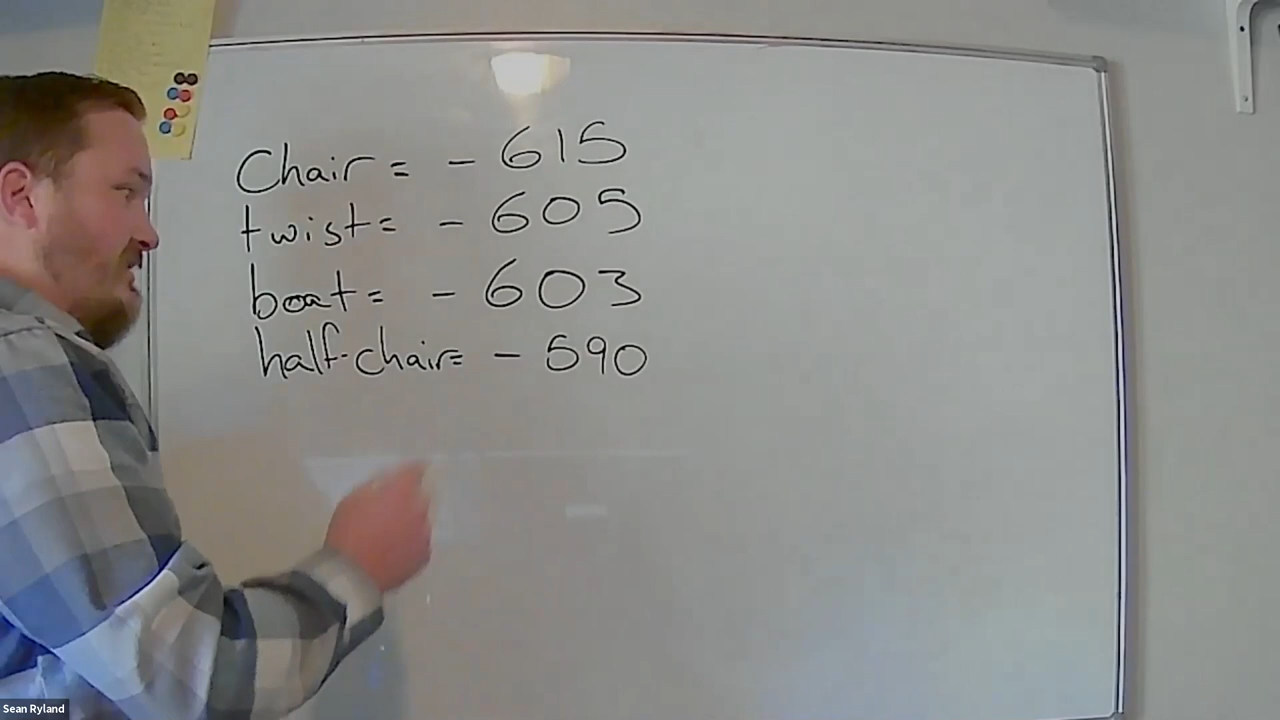 Chair = - 615
twist = - 605
boat = - 603
half-chair = - 590
Sean Ryland